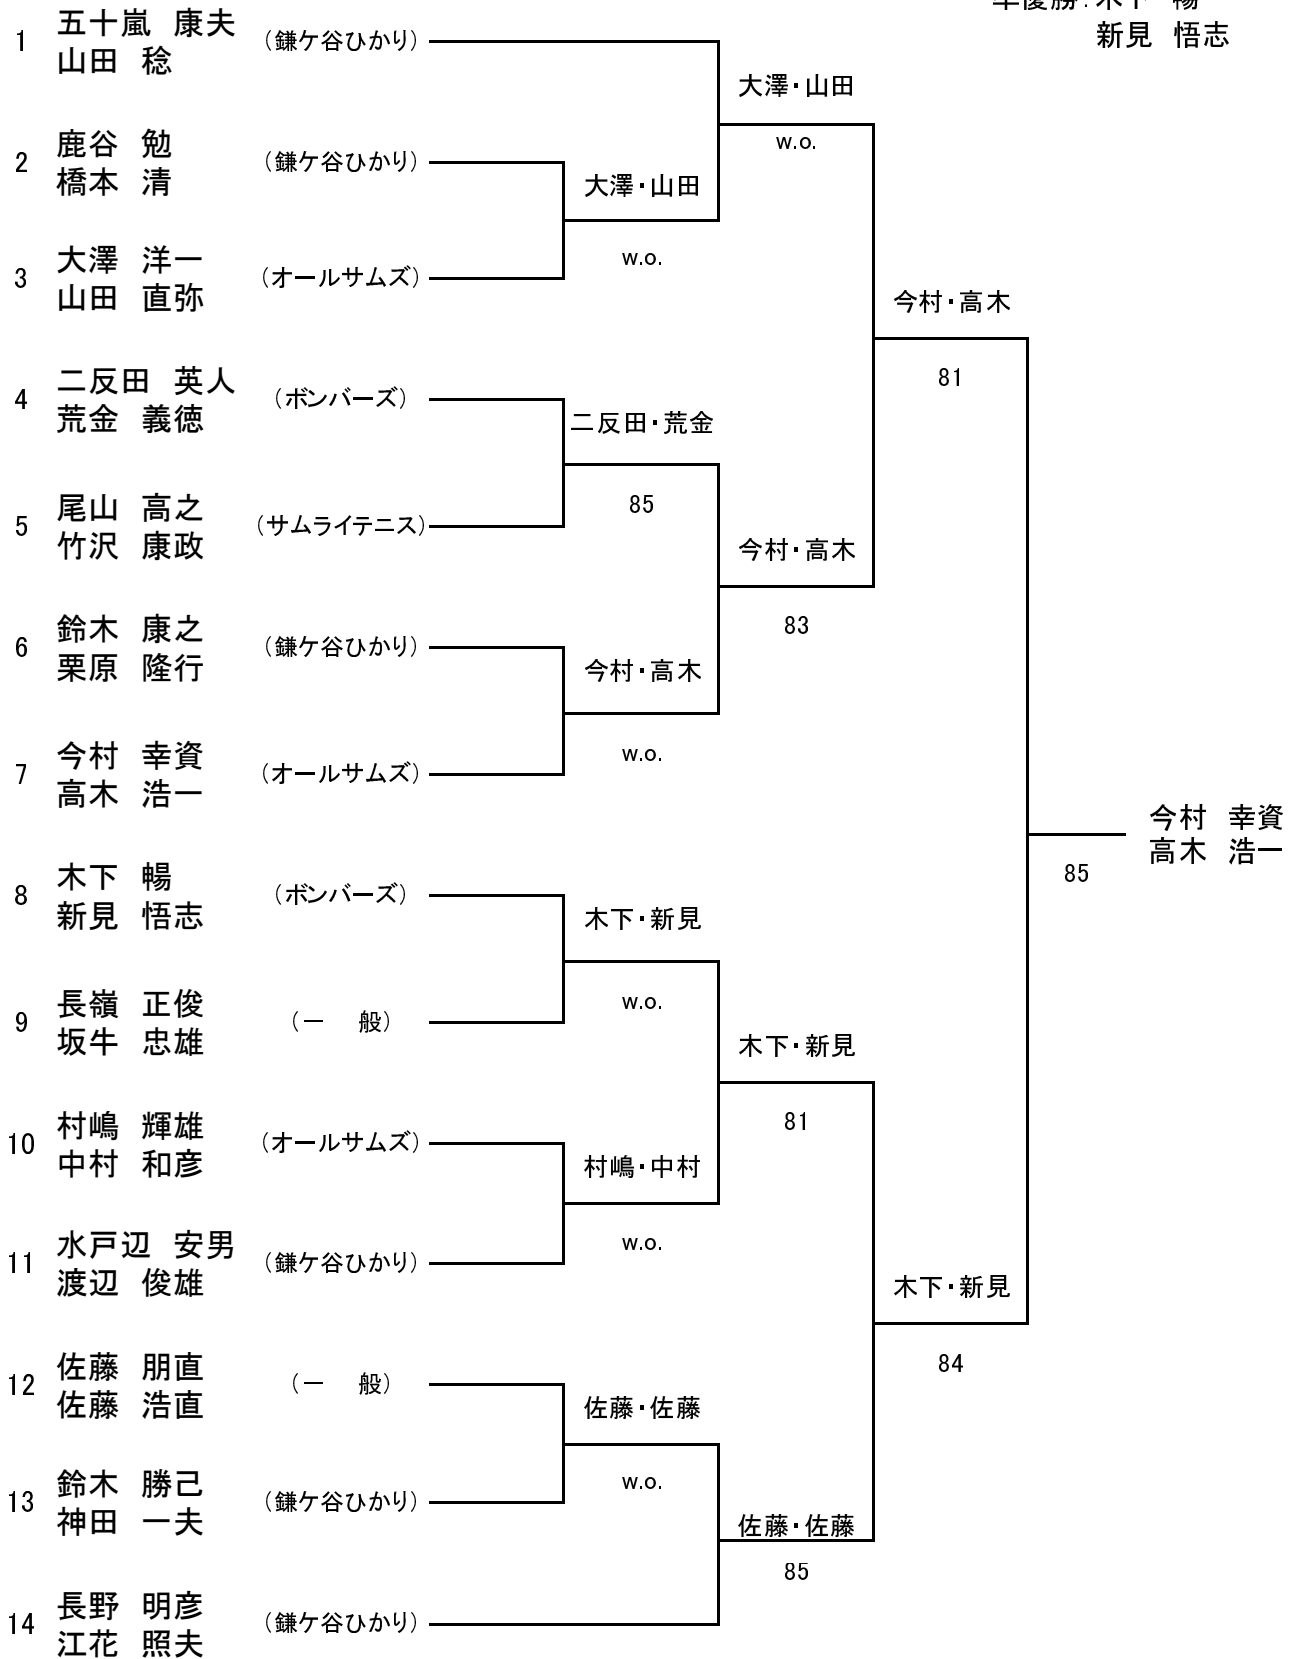 準優勝:木下　暢
新見　悟志
1 五十嵐　康夫 (鎌ケ谷ひかり)
山田　稔
大澤・山田
w.o.
2 鹿谷　勉 (鎌ケ谷ひかり)
橋本　清
大澤・山田
w.o.
3 大澤　洋一 (オールサムズ)
山田　直弥
今村・高木
81
4 二反田　英人 (ボンバーズ)
荒金　義徳
二反田・荒金
85
5 尾山　高之 (サムライテニス)
竹沢　康政
今村・高木
83
6 鈴木　康之 (鎌ケ谷ひかり)
栗原　隆行
今村・高木
w.o.
7 今村　幸資 (オールサムズ)
高木　浩一
今村　幸資
高木　浩一
85
8 木下　暢 (ボンバーズ)
新見　悟志
木下・新見
w.o.
9 長嶺　正俊 (一　般)
坂牛　忠雄
木下・新見
81
10 村嶋　輝雄 (オールサムズ)
中村　和彦
村嶋・中村
w.o.
11 水戸辺　安男 (鎌ケ谷ひかり)
渡辺　俊雄
木下・新見
84
12 佐藤　朋直 (一　般)
佐藤　浩直
佐藤・佐藤
w.o.
13 鈴木　勝己 (鎌ケ谷ひかり)
神田　一夫
佐藤・佐藤
85
14 長野　明彦 (鎌ケ谷ひかり)
江花　照夫